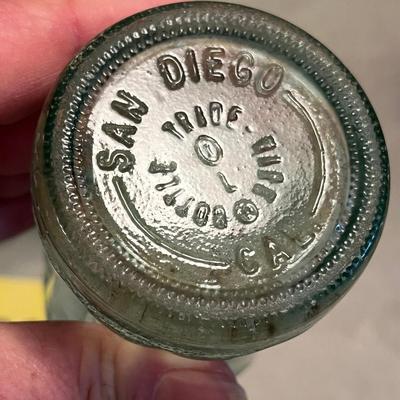 SAN DIEGO
CAL
BOTTLE TRADE-MARK ®
O
L